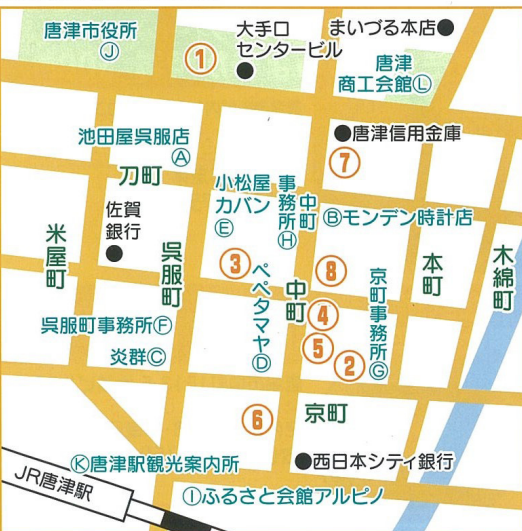 唐津市役所
Ⓙ
①
大手口
センタービル
まいづる本店
唐津
商工会館Ⓛ
池田屋呉服店
Ⓐ
刀町
唐津信用金庫
⑦
小松屋
カバン
Ⓔ
中町
事務所
Ⓗ
Ⓑモンデン時計店
佐賀
銀行
米屋町
呉服町
③
ペペタマヤⒹ
中町
⑧
④
⑤
②
京町事務所Ⓖ
本町
木綿町
呉服町事務所Ⓕ
炎群Ⓒ
⑥
京町
西日本シティ銀行
Ⓚ唐津駅観光案内所
JR唐津駅
Ⓘふるさと会館アルピノ